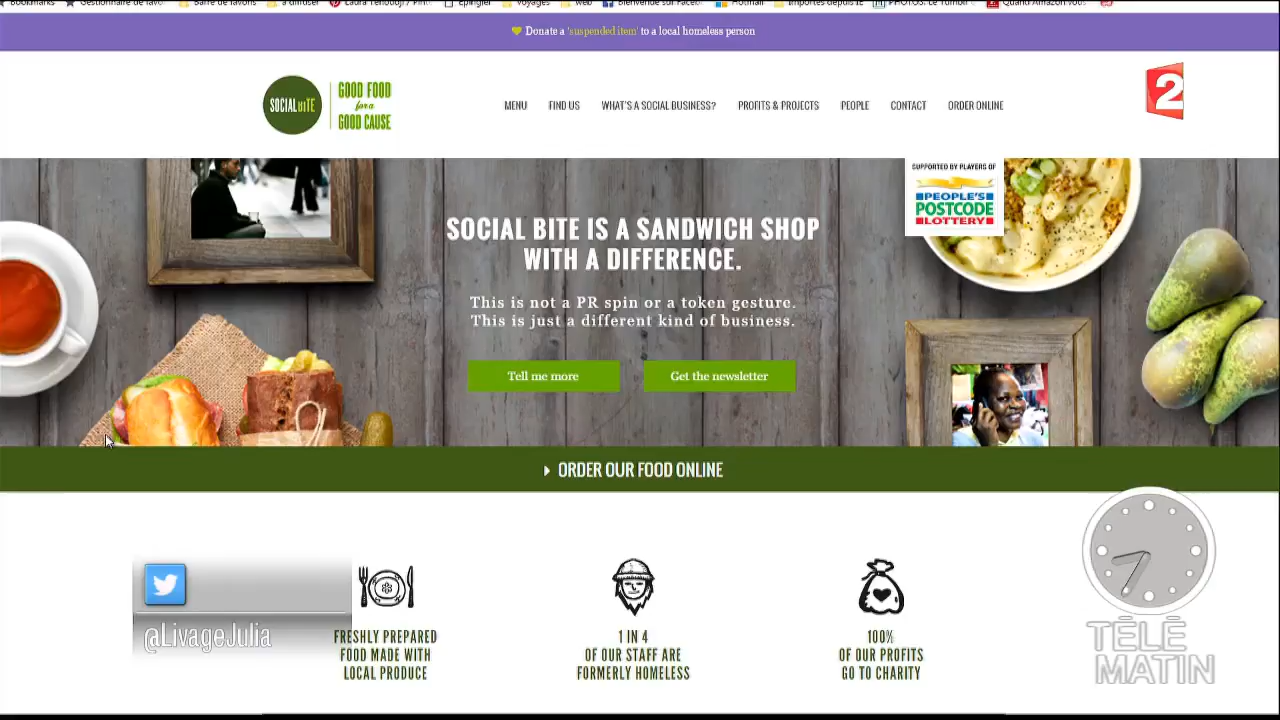 Donate a 'suspended item' to a local homeless person
SOCIAL BITE
GOOD FOOD
for a
GOOD CAUSE
MENU FIND US WHAT'S A SOCIAL BUSINESS? PROFITS & PROJECTS PEOPLE CONTACT ORDER ONLINE
2
SUPPORTED BY PLAYERS OF
PEOPLE'S
POSTCODE
LOTTERY
SOCIAL BITE IS A SANDWICH SHOP
WITH A DIFFERENCE.
This is not a PR spin or a token gesture.
This is just a different kind of business.
Tell me more
Get the newsletter
ORDER OUR FOOD ONLINE
@LivageJulia
FRESHLY PREPARED
FOOD MADE WITH
LOCAL PRODUCE
1 IN 4
OF OUR STAFF ARE
FORMERLY HOMELESS
100%
OF OUR PROFITS
GO TO CHARITY
TÉLÉ
MATIN